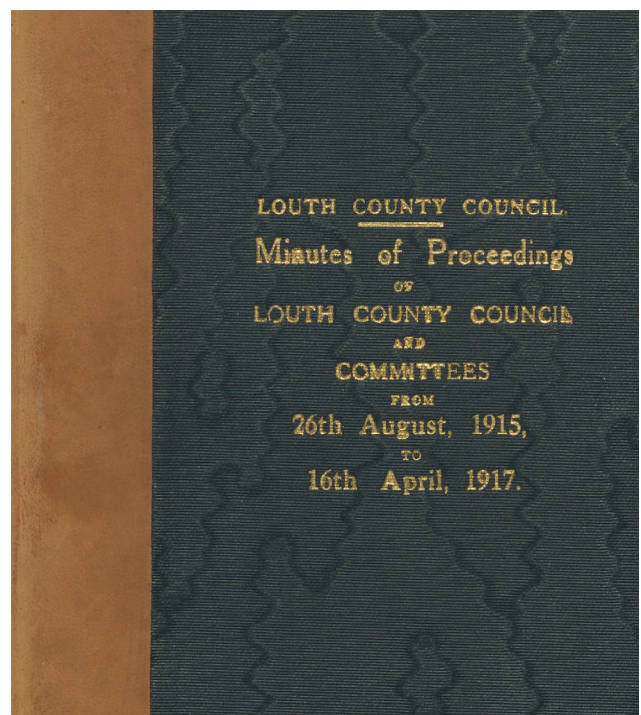 LOUTH COUNTY COUNCIL.
Minutes of Proceedings
OF
LOUTH COUNTY COUNCIL
AND
COMMITTEES
FROM
26th August, 1915,
TO
16th April, 1917.